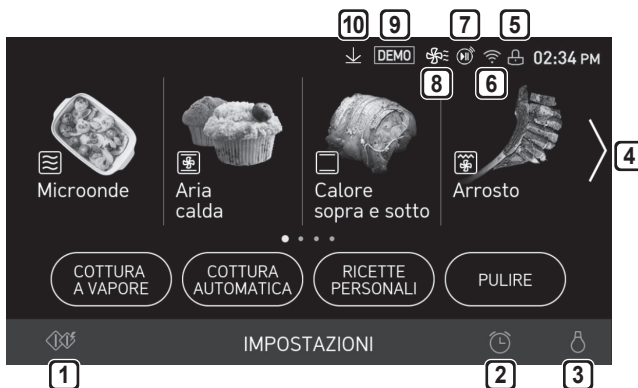 10
9
7
5
DEMO
02:34 PM
8
6
4
Microonde
Aria
calda
Calore
sopra e sotto
Arrosto
COTTURA
A VAPORE
COTTURA
AUTOMATICA
RICETTE
PERSONALI
PULIRE
IMPOSTAZIONI
1
2
3